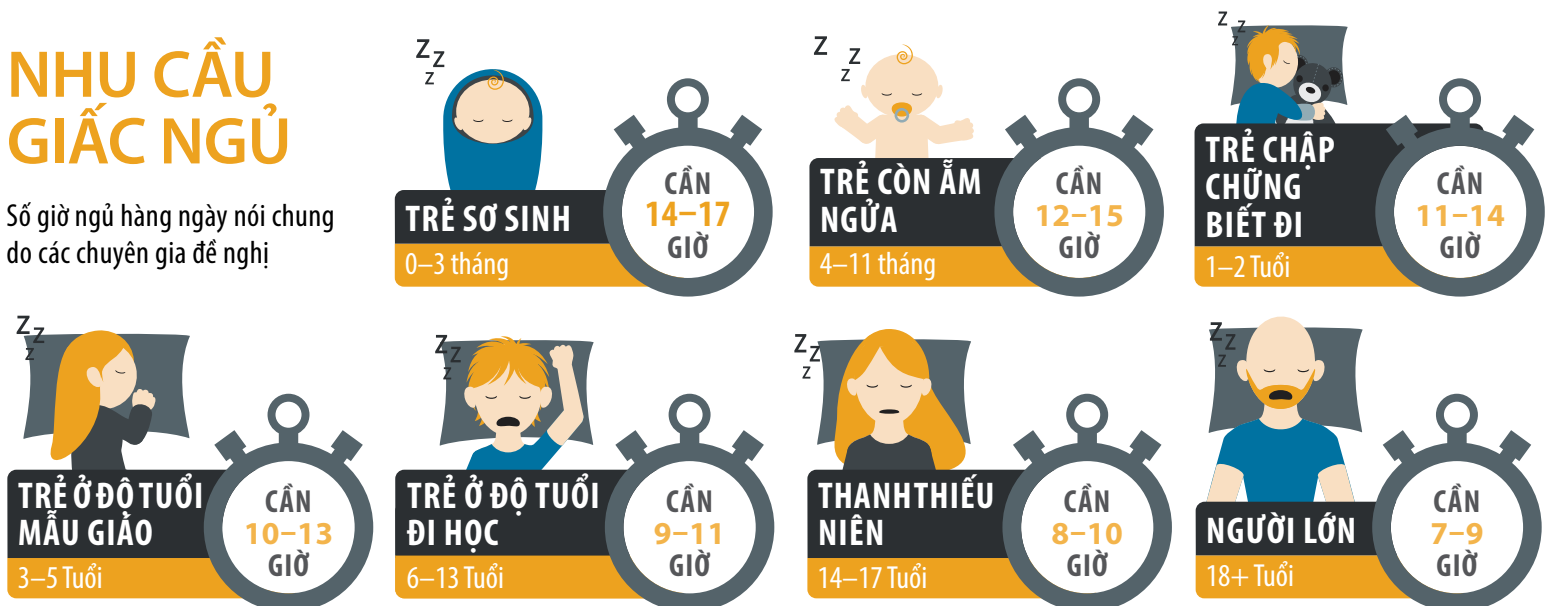 NHU CẦU
GIẤC NGỦ
Số giờ ngủ hàng ngày nói chung
do các chuyên gia đề nghị
Z
Z
z
TRẺ SƠ SINH
0–3 tháng
CẦN
14–17
GIỜ
Z
Z
z
TRẺ CÒN ẴM
NGỬA
4–11 tháng
CẦN
12–15
GIỜ
Z
Z
z
TRẺ CHẬP
CHỮNG
BIẾT ĐI
1–2 Tuổi
CẦN
11–14
GIỜ
Z
Z
z
TRẺ Ở ĐỘ TUỔI
MẪU GIÁO
3–5 Tuổi
CẦN
10–13
GIỜ
Z
Z
z
TRẺ Ở ĐỘ TUỔI
ĐI HỌC
6–13 Tuổi
CẦN
9–11
GIỜ
Z
Z
z
THANH THIẾU
NIÊN
14–17 Tuổi
CẦN
8–10
GIỜ
Z
Z
z
NGƯỜI LỚN
18+ Tuổi
CẦN
7–9
GIỜ